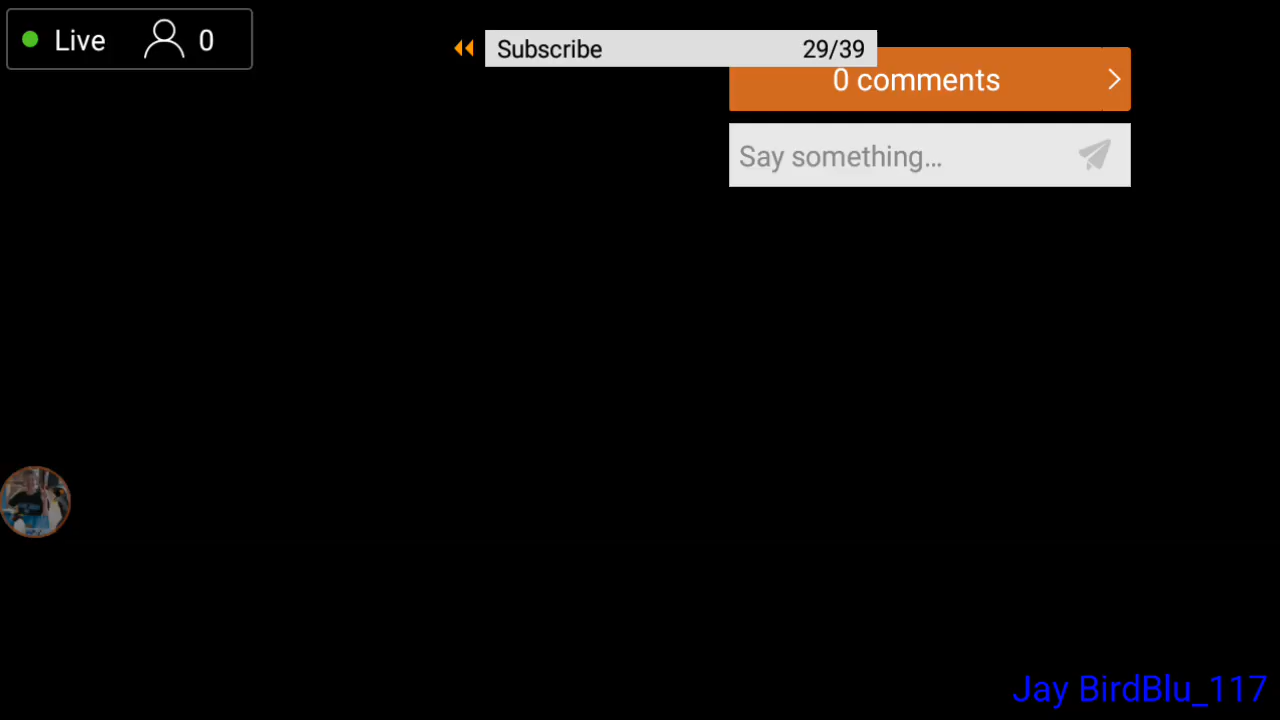 Live 0
Subscribe 29/39
0 comments
Say something...
Jay BirdBlu_117